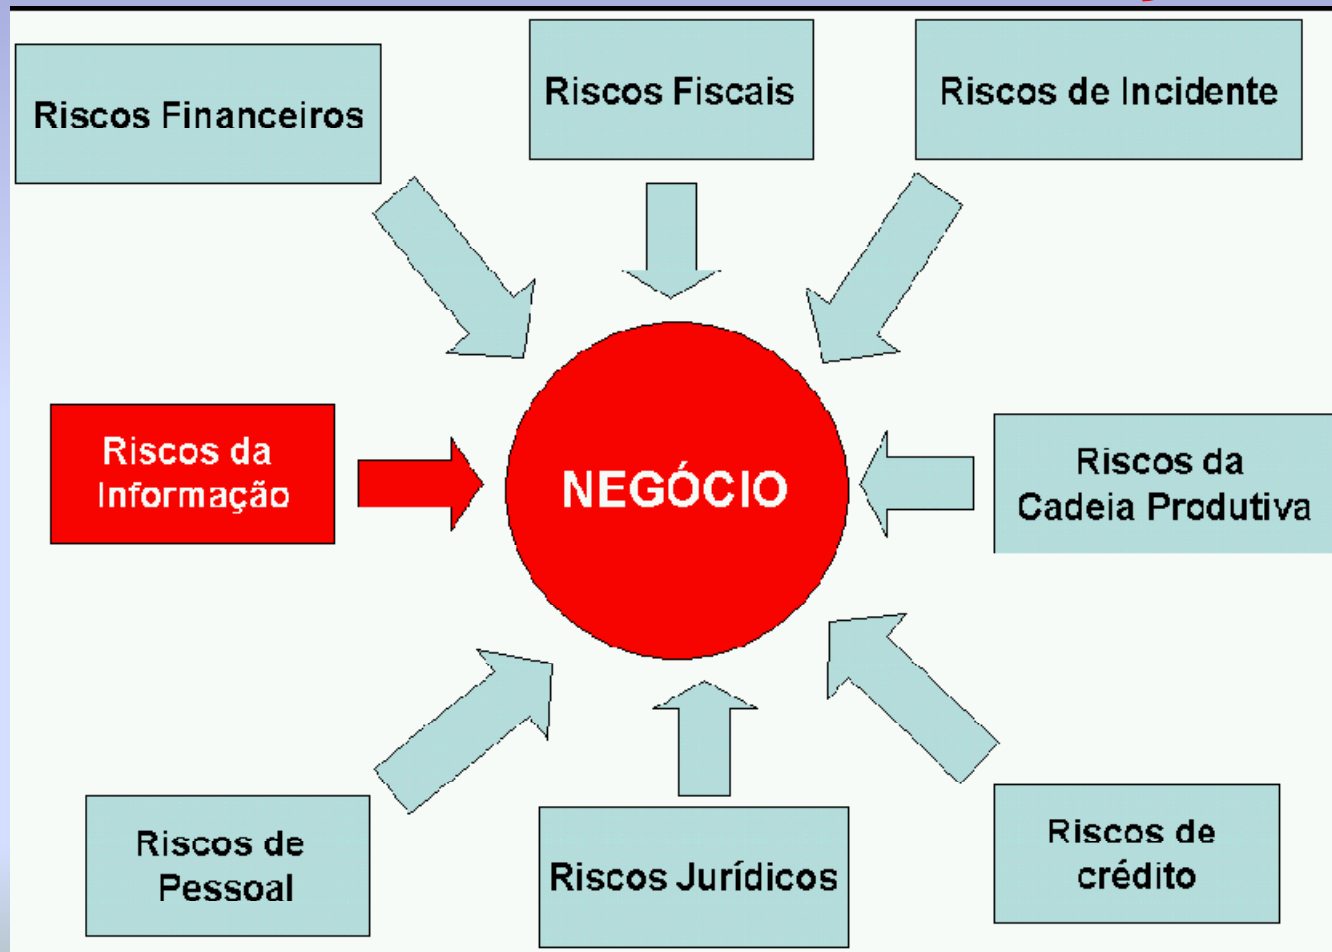 Riscos Financeiros
Riscos Fiscais
Riscos de Incidente
Riscos da
Informação
NEGÓCIO
Riscos da
Cadeia Produtiva
Riscos de
Pessoal
Riscos Jurídicos
Riscos de
crédito